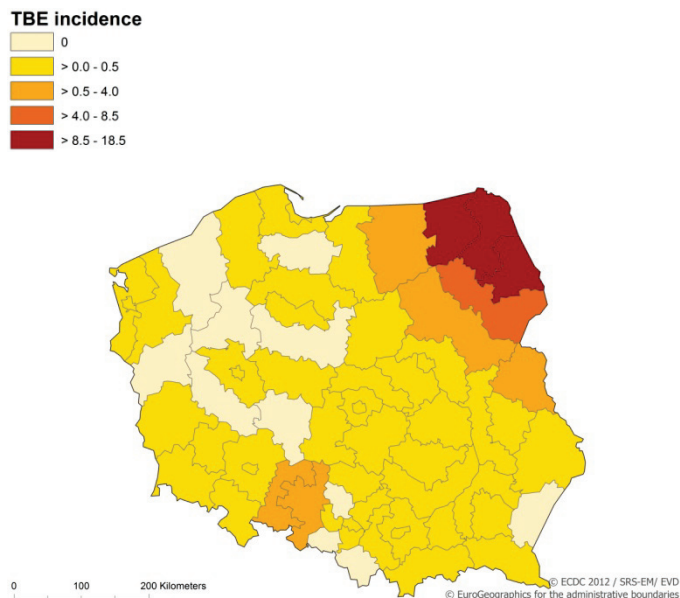 TBE incidence
0
> 0.0 - 0.5
> 0.5 - 4.0
> 4.0 - 8.5
> 8.5 - 18.5
0 100 200 Kilometers
© ECDC 2012 / SRS-EM/ EVD
© EuroGeographics for the administrative boundaries